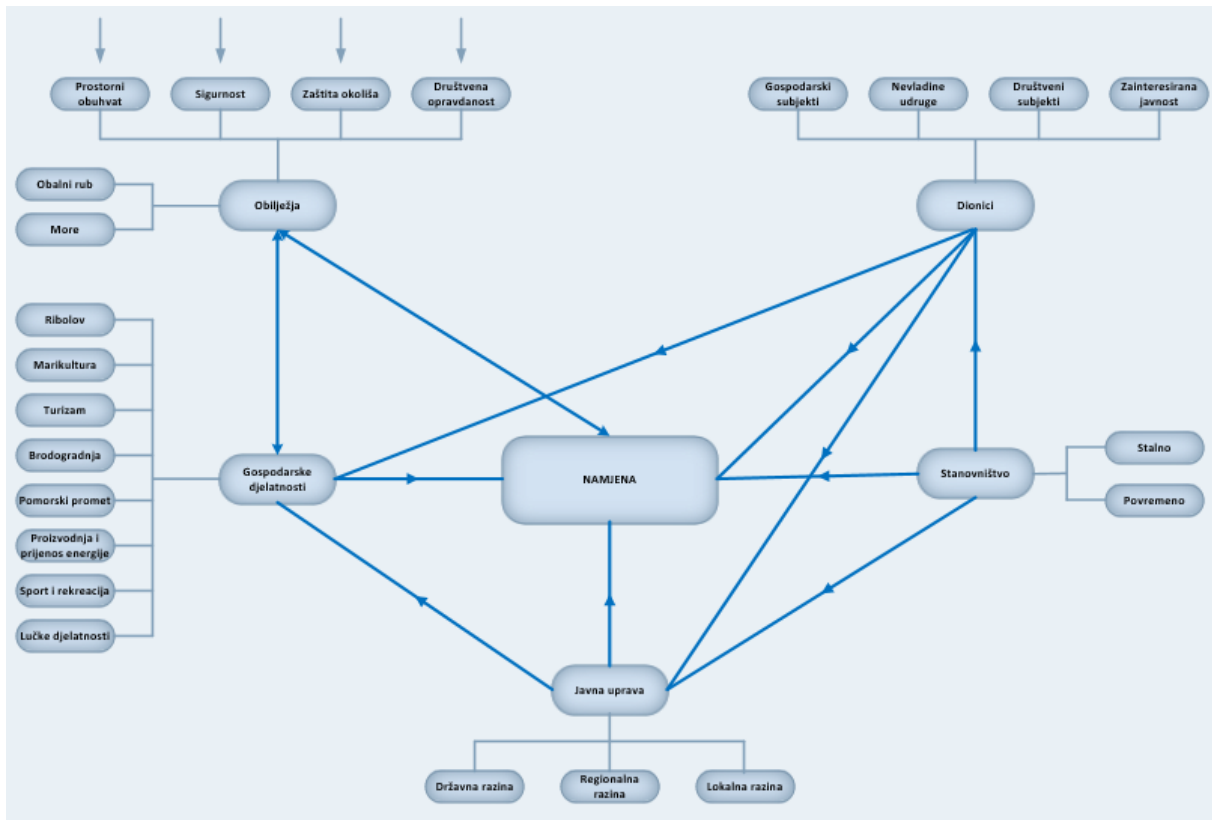 Prostorni
obuhvat
Sigurnost
Zaštita okoliša
Društvena
opravdanost
Gospodarski
subjekti
Nevladine
udruge
Društveni
subjekti
Zainteresirana
javnost
Obalni rub
More
Obilježja
Dionici
Ribolov
Marikultura
Turizam
Brodogradnja
Pomorski promet
Proizvodnja i
prijenos energije
Sport i rekreacija
Lučke djelatnosti
Gospodarske
djelatnosti
NAMJENA
Stanovništvo
Stalno
Povremeno
Javna uprava
Državna razina
Regionalna
razina
Lokalna razina